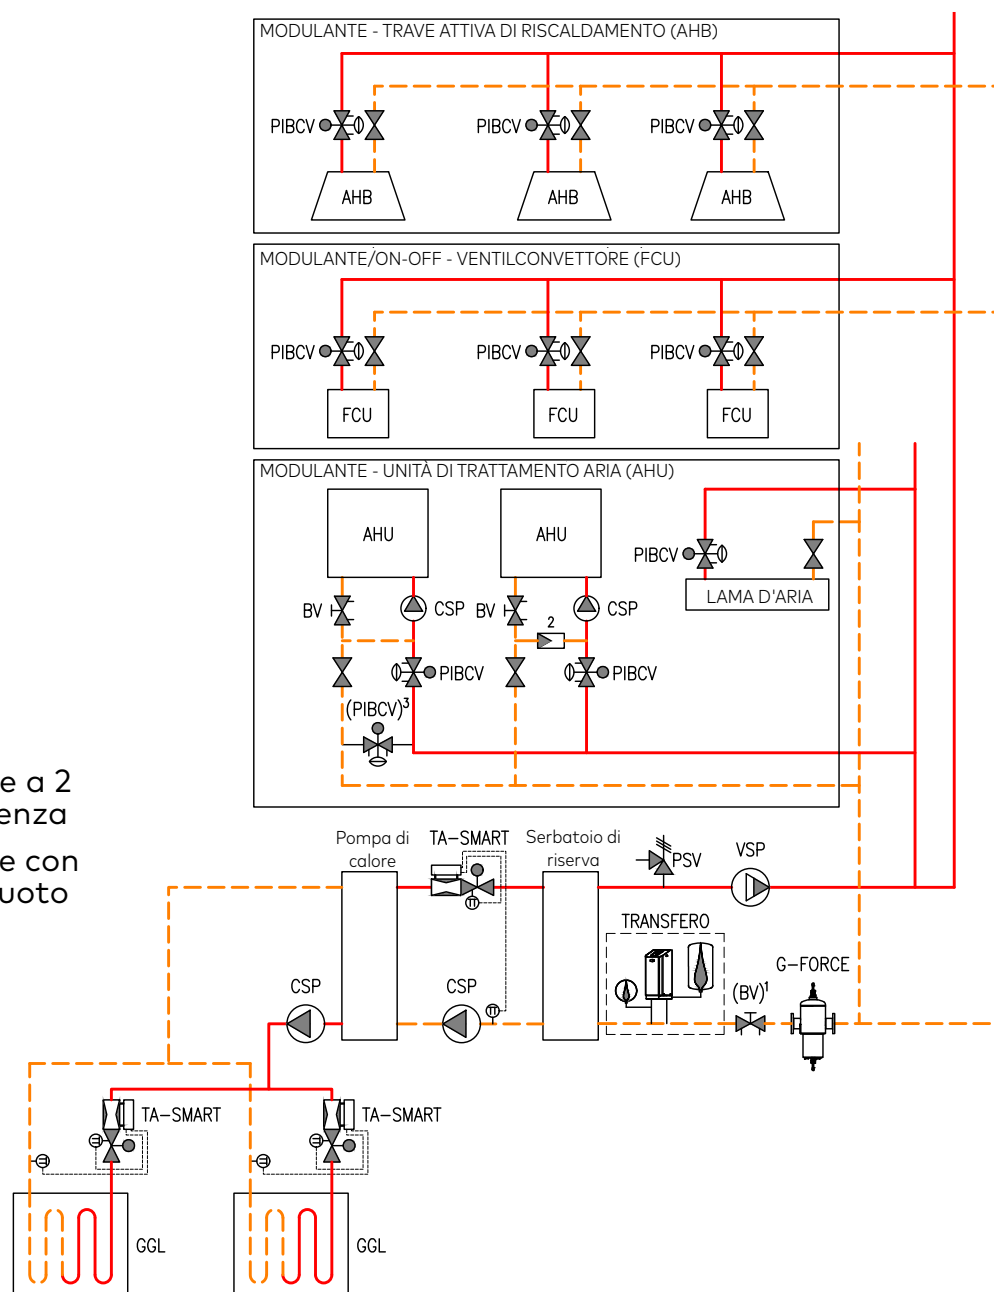 MODULANTE - TRAVE ATTIVA DI RISCALDAMENTO (AHB)
PIBCV PIBCV PIBCV
AHB AHB AHB
MODULANTE/ON-OFF - VENTILCONVETTORE (FCU)
PIBCV PIBCV PIBCV
FCU FCU FCU
MODULANTE - UNITÀ DI TRATTAMENTO ARIA (AHU)
AHU AHU
PIBCV
LAMA D'ARIA
BV CSP BV CSP
2
PIBCV PIBCV
(PIBCV)³
e a 2
enza
e con
uoto
Pompa di
calore
TA-SMART
Serbatoio di
riserva
PSV
VSP
TRANSFERO
G-FORCE
(BV)¹
CSP CSP
TA-SMART TA-SMART
GGL GGL